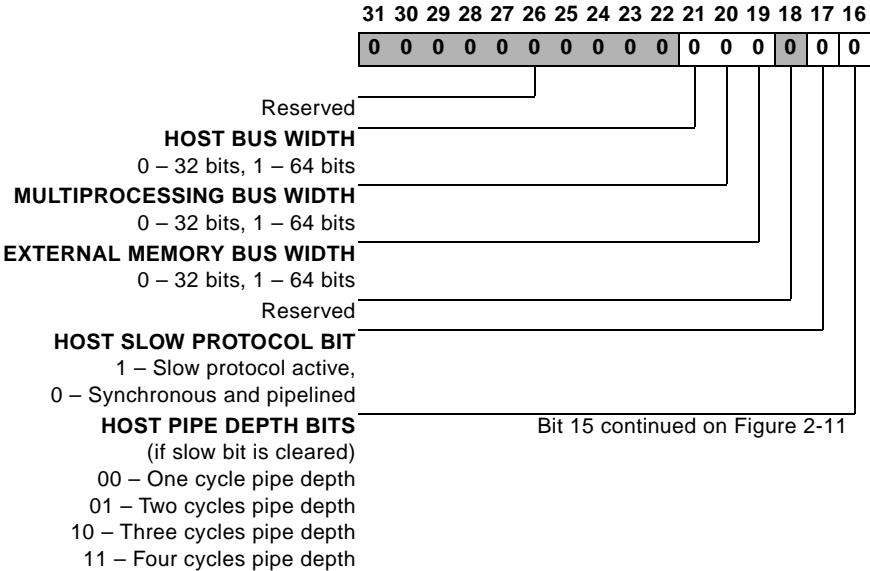 31 30 29 28 27 26 25 24 23 22 21 20 19 18 17 16
0 0 0 0 0 0 0 0 0 0 0 0 0 0 0 0
Reserved
HOST BUS WIDTH
0 – 32 bits, 1 – 64 bits
MULTIPROCESSING BUS WIDTH
0 – 32 bits, 1 – 64 bits
EXTERNAL MEMORY BUS WIDTH
0 – 32 bits, 1 – 64 bits
Reserved
HOST SLOW PROTOCOL BIT
1 – Slow protocol active,
0 – Synchronous and pipelined
HOST PIPE DEPTH BITS
Bit 15 continued on Figure 2-11
(if slow bit is cleared)
00 – One cycle pipe depth
01 – Two cycles pipe depth
10 – Three cycles pipe depth
11 – Four cycles pipe depth